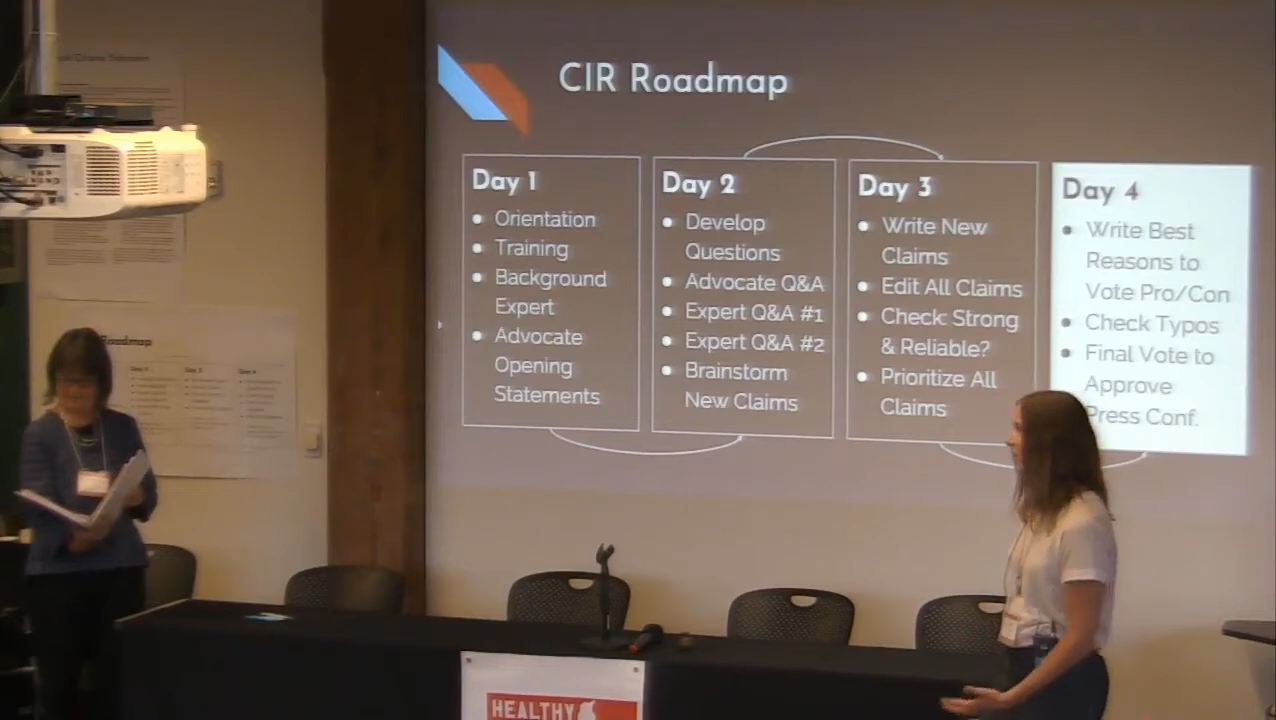 CIR Roadmap
Day 1
• Orientation
• Training
• Background
Expert
• Advocate
Opening
Statements
Day 2
• Develop
Questions
• Advocate Q&A
• Expert Q&A #1
• Expert Q&A #2
• Brainstorm
New Claims
Day 3
• Write New
Claims
• Edit All Claims
• Check: Strong
& Reliable?
• Prioritize All
Claims
Day 4
• Write Best
Reasons to
Vote Pro/Con
• Check Typos
• Final Vote to
Approve
Press Conf.
Roadmap
HEALTHY